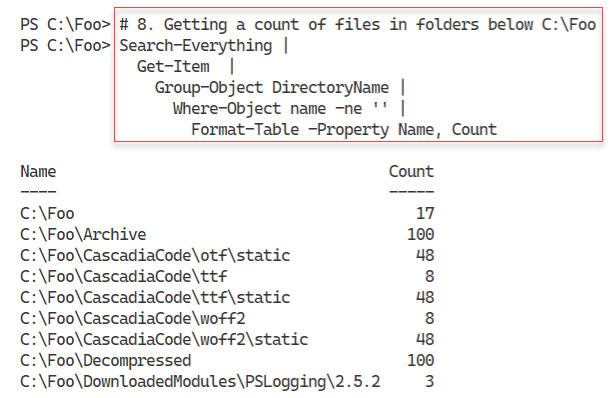 PS C:\Foo> # 8. Getting a count of files in folders below C:\Foo
PS C:\Foo> Search-Everything |
Get-Item |
Group-Object DirectoryName |
Where-Object name -ne '' |
Format-Table -Property Name, Count
Name Count
---- -----
C:\Foo 17
C:\Foo\Archive 100
C:\Foo\CascadiaCode\otf\static 48
C:\Foo\CascadiaCode\ttf 8
C:\Foo\CascadiaCode\ttf\static 48
C:\Foo\CascadiaCode\woff2 8
C:\Foo\CascadiaCode\woff2\static 48
C:\Foo\Decompressed 100
C:\Foo\DownloadedModules\PSLogging\2.5.2 3